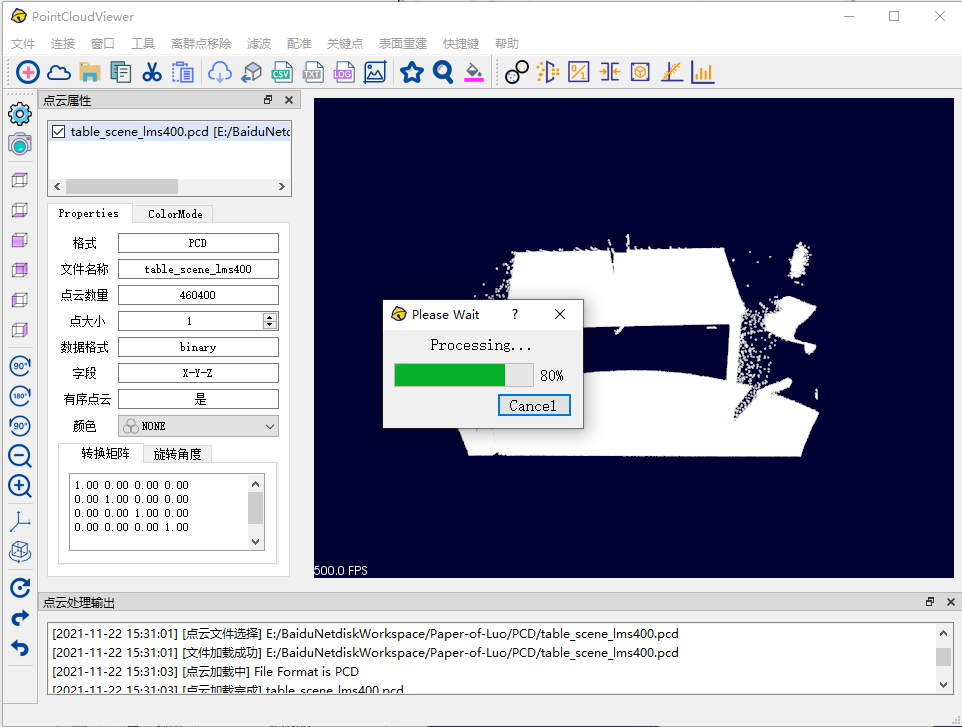 PointCloudViewer
文件 连接 窗口 工具 离群点移除 滤波 配准 关键点 表面重建 快捷键 帮助
CSV TXT LOG
点云属性
table_scene_lms400.pcd [E:/BaiduNetd
Properties ColorMode
格式 PCD
文件名称 table_scene_lms400
点云数量 460400
点大小 1
数据格式 binary
字段 X-Y-Z
有序点云 是
颜色 NONE
转换矩阵 旋转角度
1.00 0.00 0.00 0.00
0.00 1.00 0.00 0.00
0.00 0.00 1.00 0.00
0.00 0.00 0.00 1.00
90°
180°
90°
Please Wait ?
Processing...
80%
Cancel
500.0 FPS
点云处理输出
[2021-11-22 15:31:01] [点云文件选择] E:/BaiduNetdiskWorkspace/Paper-of-Luo/PCD/table_scene_lms400.pcd
[2021-11-22 15:31:01] [文件加载成功] E:/BaiduNetdiskWorkspace/Paper-of-Luo/PCD/table_scene_lms400.pcd
[2021-11-22 15:31:03] [点云加载中] File Format is PCD
[2021-11-22 15:31:03] [点云加载完成] table_scene_lms400.pcd